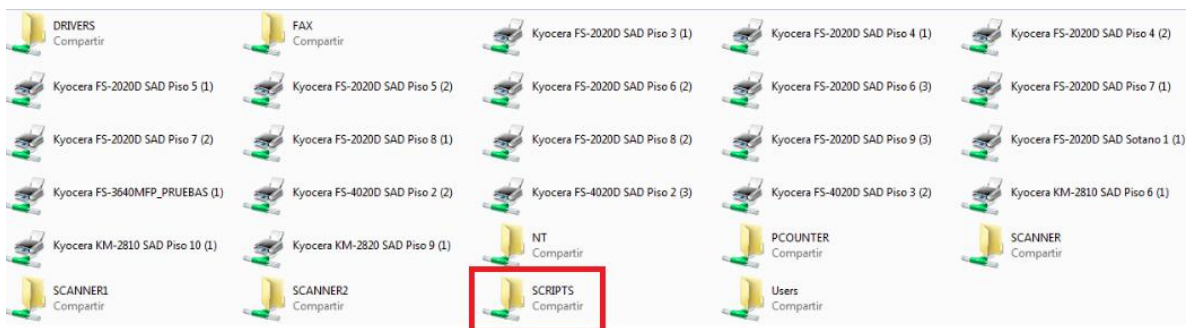 DRIVERS
Compartir
FAX
Compartir
Kyocera FS-2020D SAD Piso 3 (1)
Kyocera FS-2020D SAD Piso 4 (1)
Kyocera FS-2020D SAD Piso 4 (2)
Kyocera FS-2020D SAD Piso 5 (1)
Kyocera FS-2020D SAD Piso 5 (2)
Kyocera FS-2020D SAD Piso 6 (2)
Kyocera FS-2020D SAD Piso 6 (3)
Kyocera FS-2020D SAD Piso 7 (1)
Kyocera FS-2020D SAD Piso 7 (2)
Kyocera FS-2020D SAD Piso 8 (1)
Kyocera FS-2020D SAD Piso 8 (2)
Kyocera FS-2020D SAD Piso 9 (3)
Kyocera FS-2020D SAD Sotano 1 (1)
Kyocera FS-3640MFP_PRUEBAS (1)
Kyocera FS-4020D SAD Piso 2 (2)
Kyocera FS-4020D SAD Piso 2 (3)
Kyocera FS-4020D SAD Piso 3 (2)
Kyocera KM-2810 SAD Piso 6 (1)
Kyocera KM-2810 SAD Piso 10 (1)
Kyocera KM-2820 SAD Piso 9 (1)
NT
Compartir
PCOUNTER
Compartir
SCANNER
Compartir
SCANNER1
Compartir
SCANNER2
Compartir
SCRIPTS
Compartir
Users
Compartir